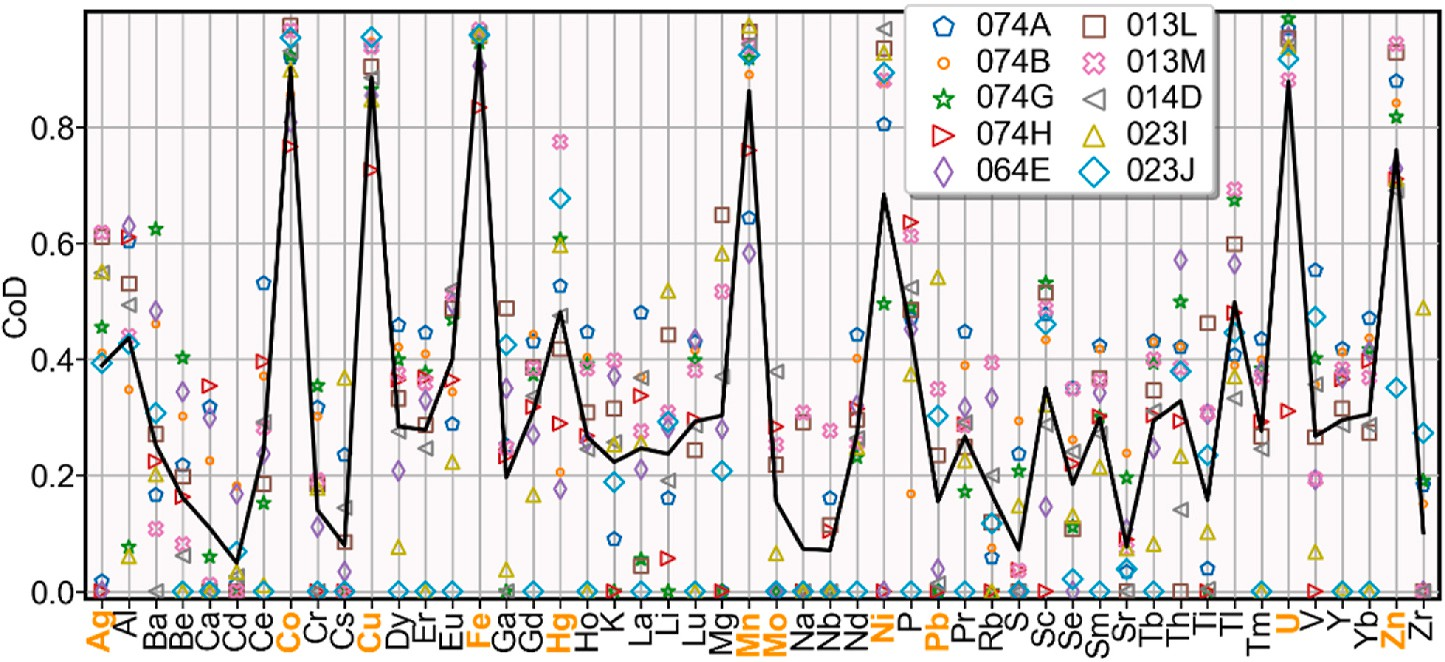 074A 013L
074B 013M
074G 014D
074H 023I
064E 023J
CoD
0.8
0.6
0.4
0.2
0.0
Ag Al Ba Be Ca Cd Ce Co Cr Cs Cu Dy Er Eu Fe Ga Gd Hg Ho K La Li Lu Mg Mn Mo Na Nb Nd Ni P Pb Pr Rb S Sc Se Sm Sr Tb Th Ti Tl Tm U V Y Yb Zn Zr